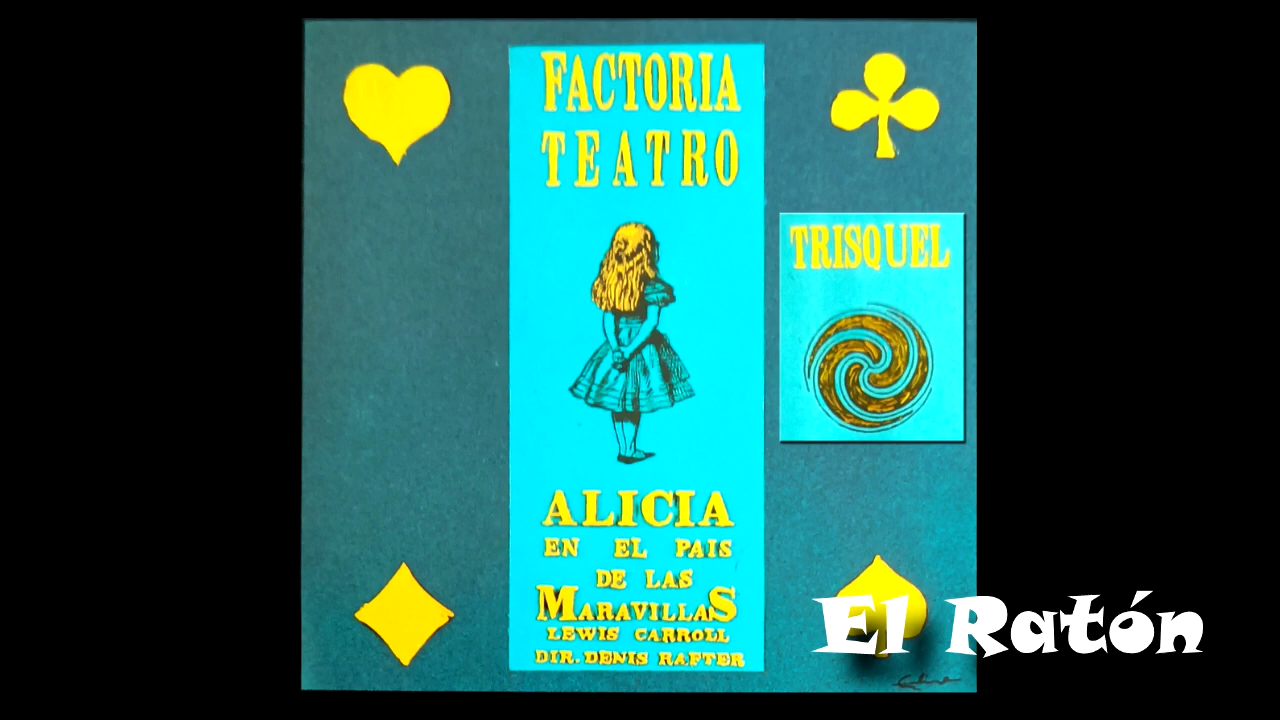 FACTORIA
TEATRO
TRISQUEL
ALICIA
EN EL PAIS
DE LAS
MARAVILLAS
LEWIS CARROLL
DIR. DENIS RAFTER
El Ratón